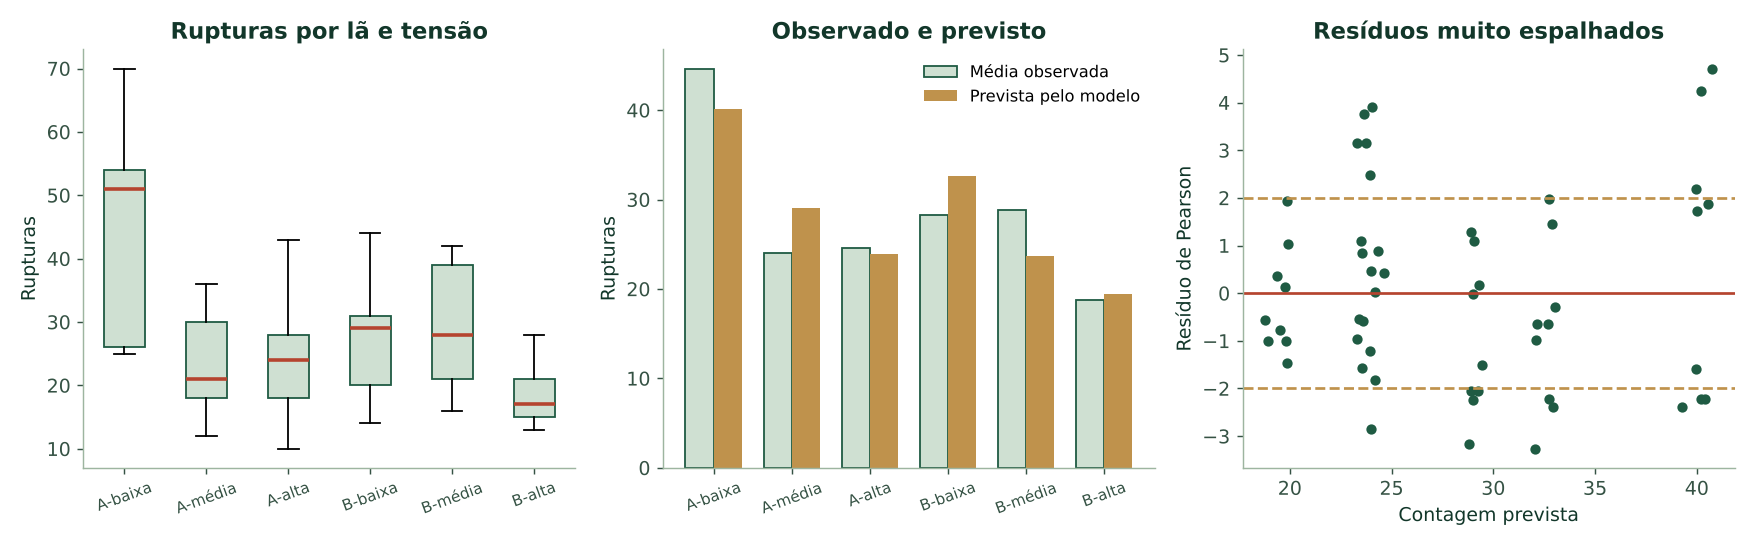 Rupturas por lã e tensão
Rupturas
70
60
50
40
30
20
10
A-baixa
A-média
A-alta
B-baixa
B-média
B-alta
Observado e previsto
Média observada
Prevista pelo modelo
Rupturas
40
30
20
10
0
A-baixa
A-média
A-alta
B-baixa
B-média
B-alta
Resíduos muito espalhados
Resíduo de Pearson
5
4
3
2
1
0
−1
−2
−3
20
25
30
35
40
Contagem prevista